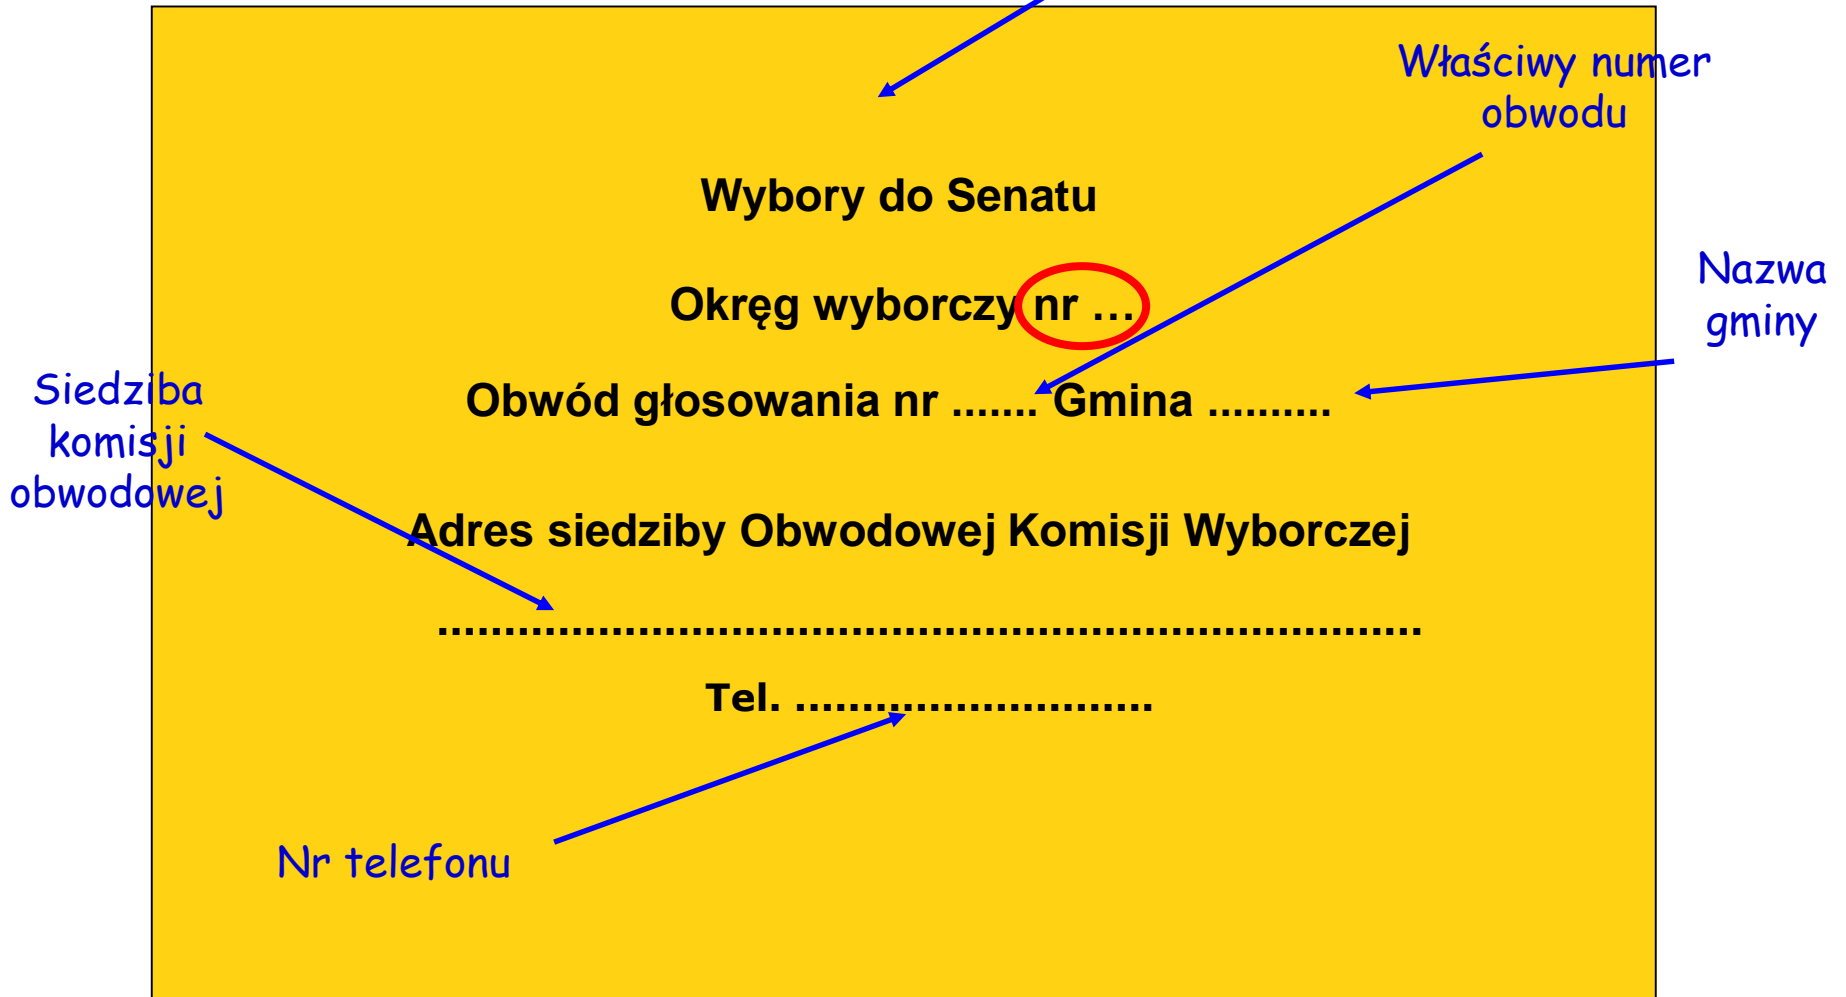 Właściwy numer
obwodu
Wybory do Senatu
Okręg wyborczy nr …
Nazwa
gminy
Obwód głosowania nr ....... Gmina ..........
Siedziba
komisji
obwodowej
Adres siedziby Obwodowej Komisji Wyborczej
..........................................................................
Tel. ...........................
Nr telefonu